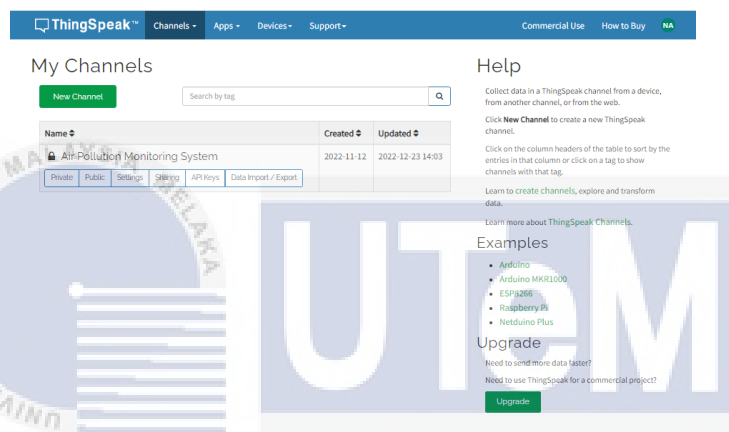 ThingSpeak™ Channels Apps Devices Support Commercial Use How to Buy NA
My Channels
New Channel
Search by tag
Name Created Updated
Air Pollution Monitoring System 2022-11-12 2022-12-23 14:03
Private Public Settings Sharing API Keys Data Import / Export
Help
Collect data in a ThingSpeak channel from a device,
from another channel, or from the web.
Click New Channel to create a new ThingSpeak
channel.
Click on the column headers of the table to sort by the
entries in that column or click on a tag to show
channels with that tag.
Learn to create channels, explore and transform
data.
Learn more about ThingSpeak Channels.
Examples
Arduino
Arduino MKR1000
ESP8266
Raspberry Pi
Netduino Plus
Upgrade
Need to send more data faster?
Need to use ThingSpeak for a commercial project?
Upgrade
MALAYSIA MELAKA
UTeM